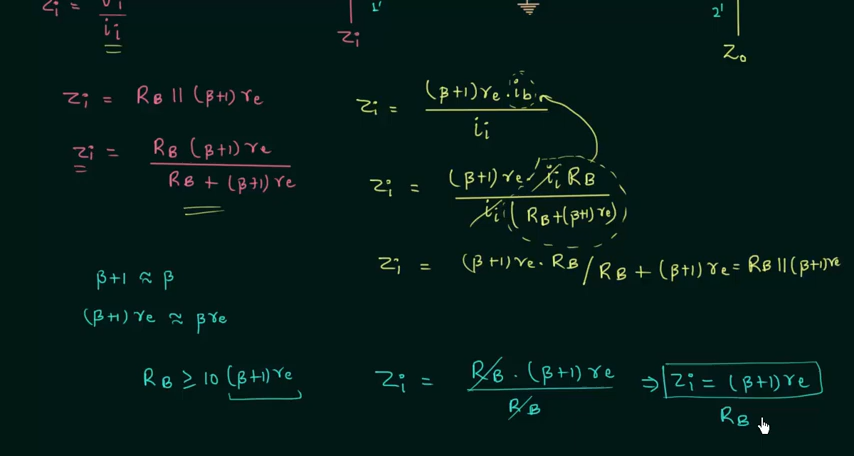 Zi = Vi / ii
1'
Zi
2'
Zo
Zi = RB || (β+1) re
Zi = RB (β+1) re / RB + (β+1) re
Zi = (β+1) re . ib / ii
Zi = (β+1) re . ii RB / ii (RB+(β+1) re)
Zi = (β+1) re . RB / RB + (β+1) re = RB || (β+1) re
β+1 ≈ β
(β+1) re ≈ β re
RB ≥ 10 (β+1) re
Zi = RB . (β+1) re / RB ⇒ Zi = (β+1) re
RB